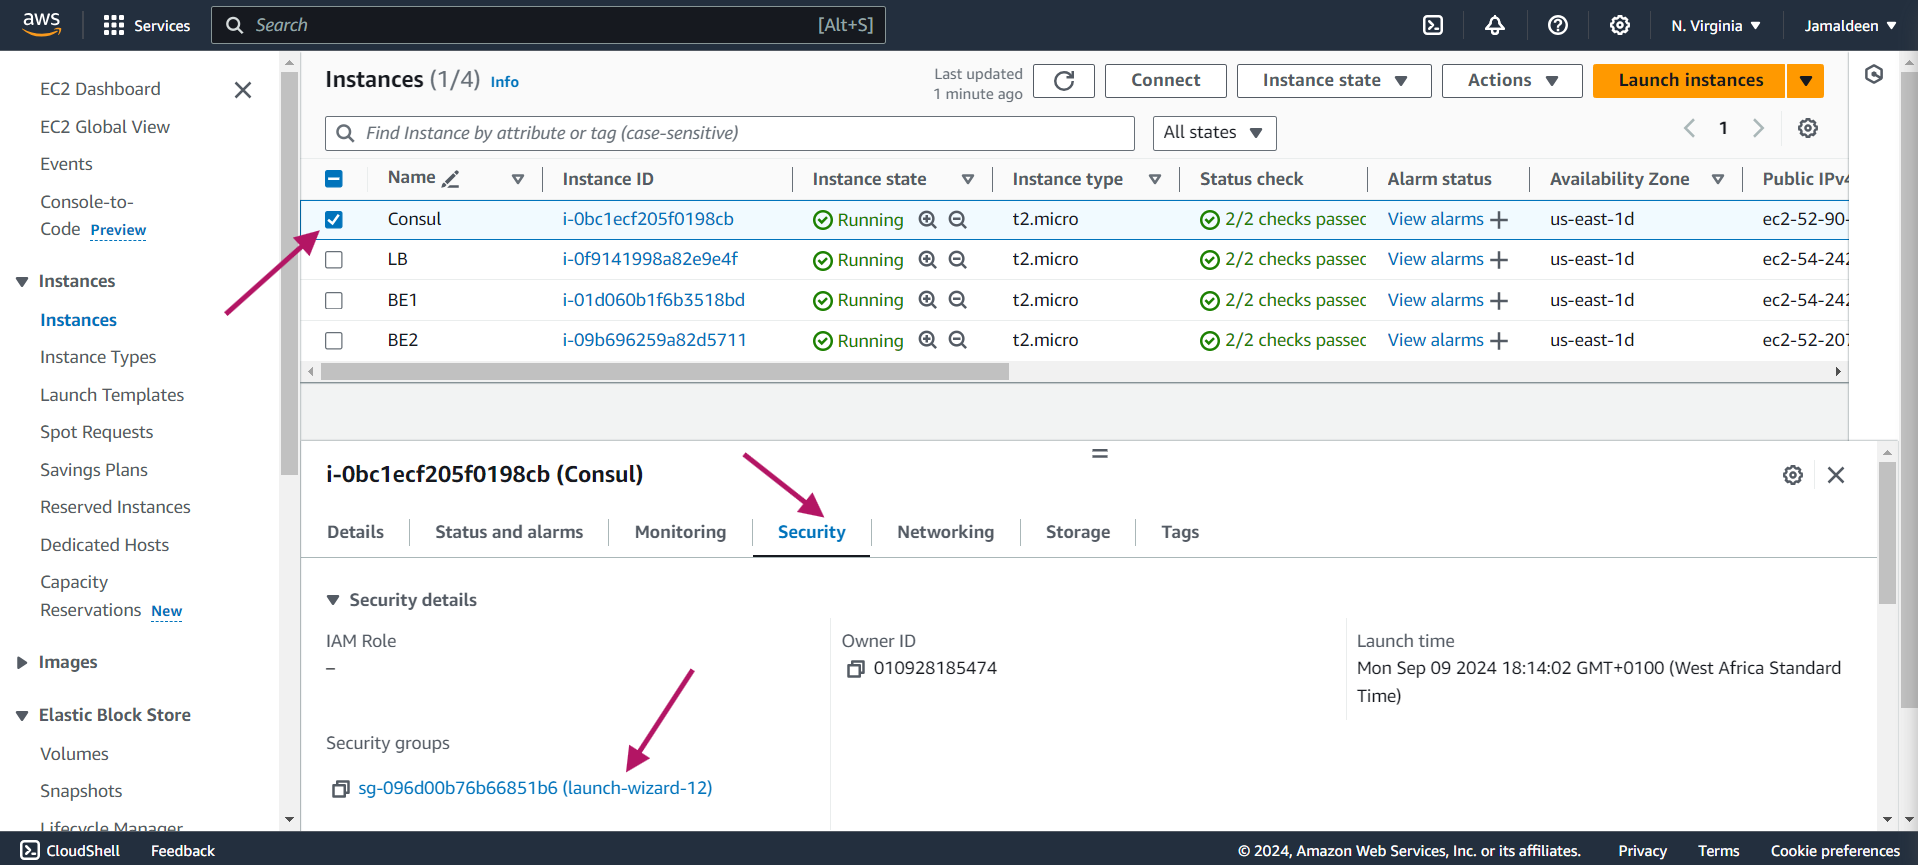 aws
Services
Search
[Alt+S]
N. Virginia
Jamaldeen
EC2 Dashboard
EC2 Global View
Events
Console-to-
Code Preview
Instances
Instances
Instance Types
Launch Templates
Spot Requests
Savings Plans
Reserved Instances
Dedicated Hosts
Capacity
Reservations New
Images
Elastic Block Store
Volumes
Snapshots
Lifecycle Manager
Instances (1/4) Info
Last updated
1 minute ago
Connect
Instance state
Actions
Launch instances
Find Instance by attribute or tag (case-sensitive)
All states
1
Name Instance ID Instance state Instance type Status check Alarm status Availability Zone Public IPv4
Consul i-0bc1ecf205f0198cb Running t2.micro 2/2 checks passec View alarms us-east-1d ec2-52-90-
LB i-0f9141998a82e9e4f Running t2.micro 2/2 checks passec View alarms us-east-1d ec2-54-242
BE1 i-01d060b1f6b3518bd Running t2.micro 2/2 checks passec View alarms us-east-1d ec2-54-242
BE2 i-09b696259a82d5711 Running t2.micro 2/2 checks passec View alarms us-east-1d ec2-52-207
i-0bc1ecf205f0198cb (Consul)
Details Status and alarms Monitoring Security Networking Storage Tags
Security details
IAM Role
–
Owner ID
010928185474
Launch time
Mon Sep 09 2024 18:14:02 GMT+0100 (West Africa Standard
Time)
Security groups
sg-096d00b76b66851b6 (launch-wizard-12)
CloudShell
Feedback
© 2024, Amazon Web Services, Inc. or its affiliates.
Privacy
Terms
Cookie preferences